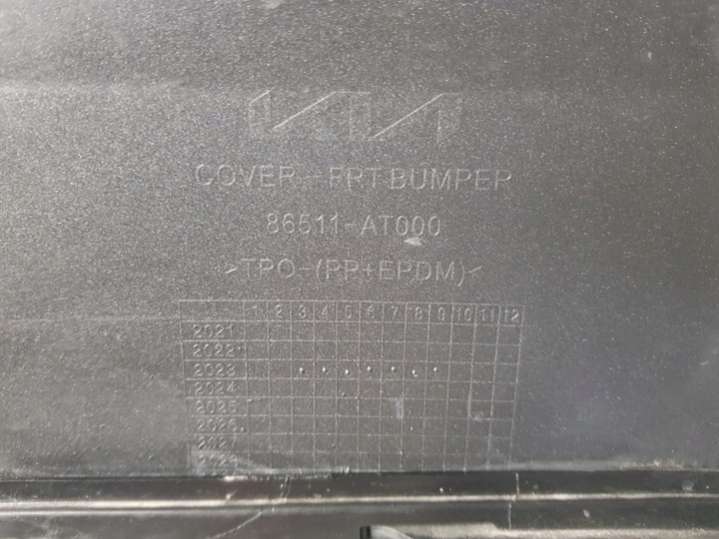 KIA
COVER-FRT BUMPER
86511-AT000
>TPO-(PP+EPDM)<
1 2 3 4 5 6 7 8 9 10 11 12
2021
2022
2023
2024
2025
2026
2027